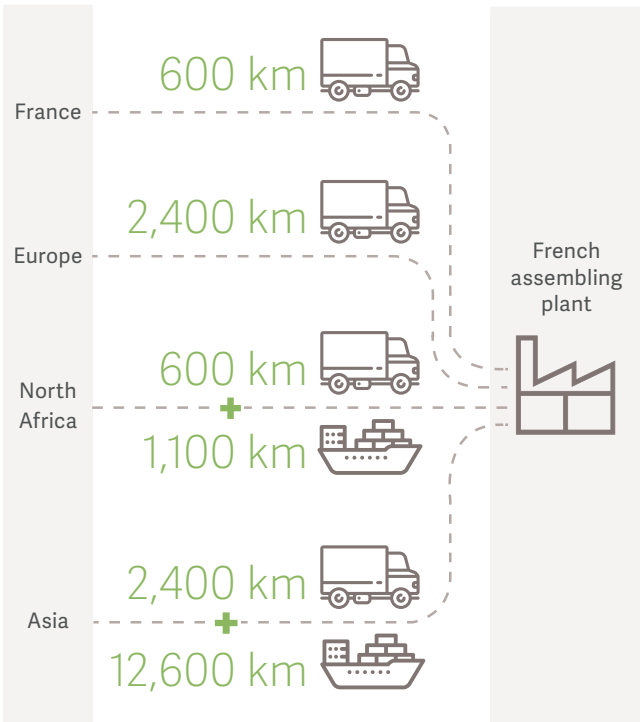 600 km
France
2,400 km
Europe
French
assembling
plant
600 km
North
Africa
+
1,100 km
2,400 km
Asia
+
12,600 km